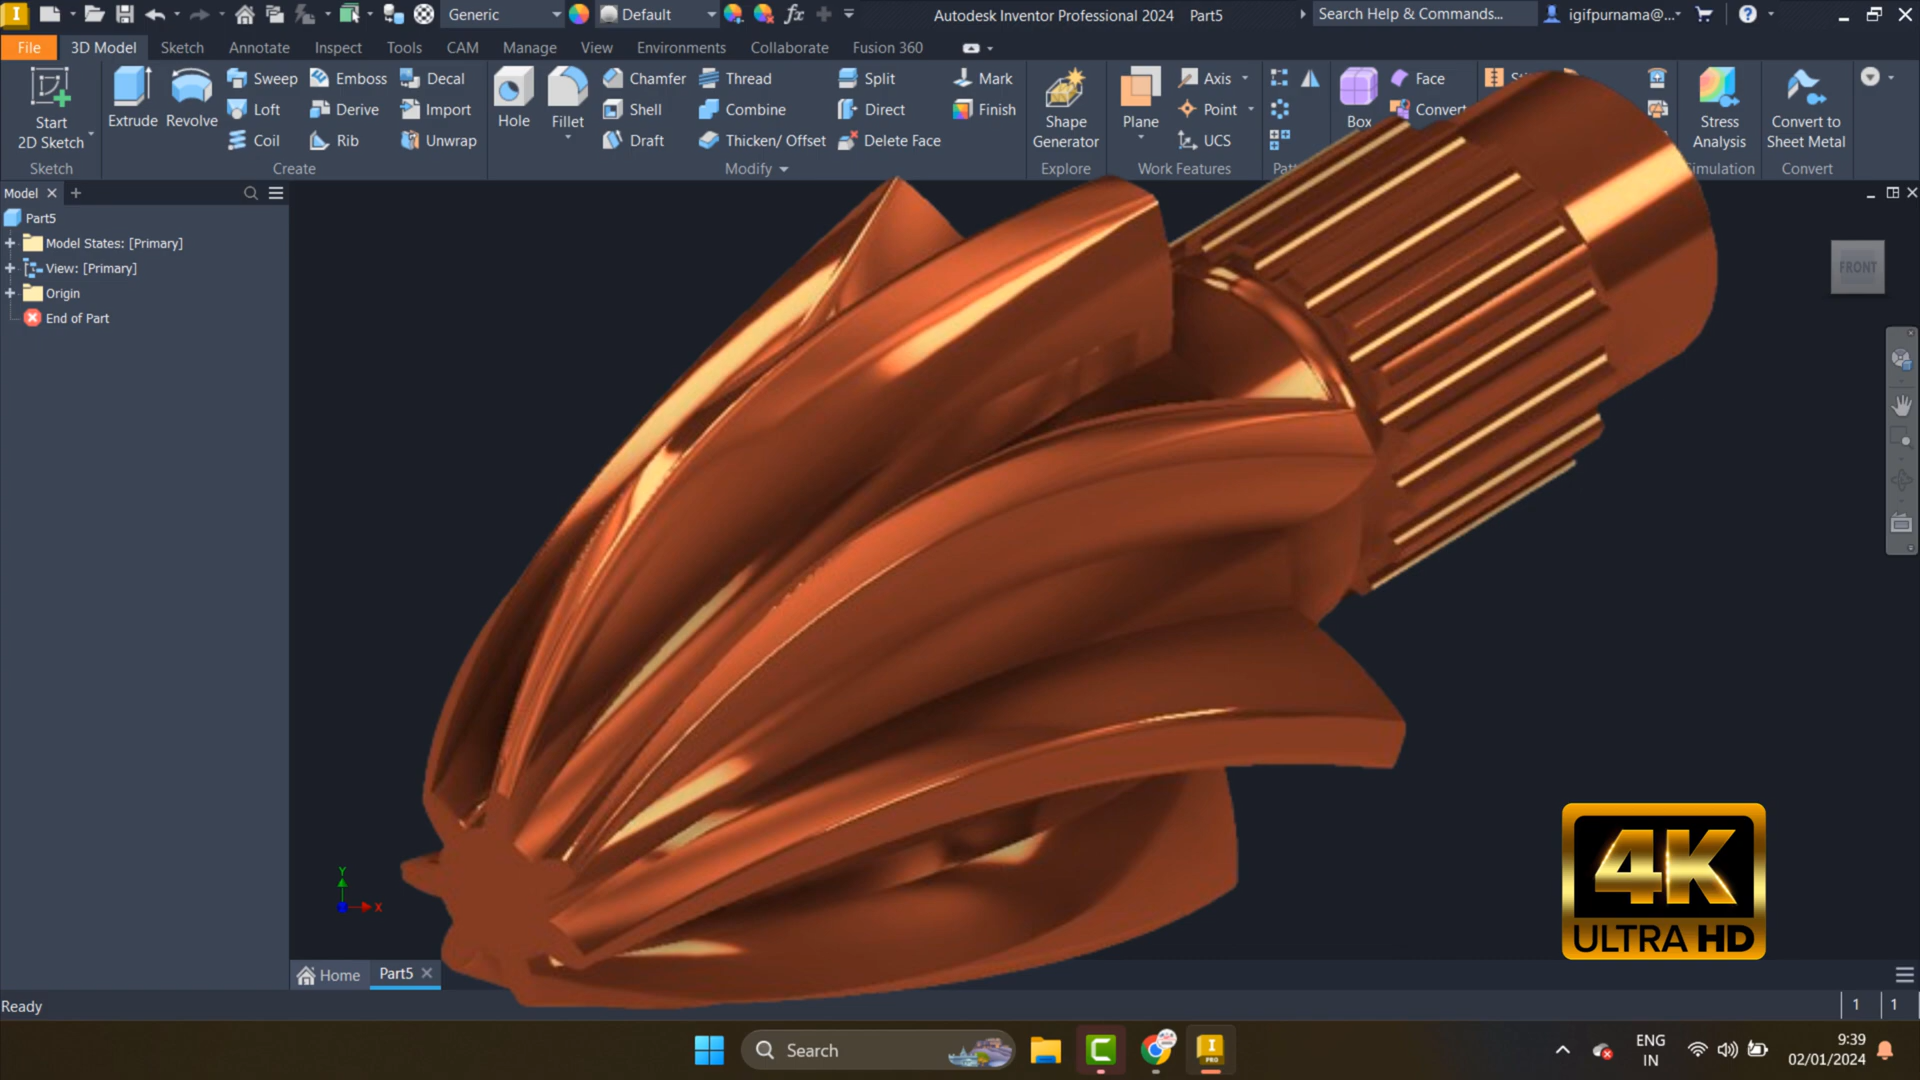 Generic
Default
Autodesk Inventor Professional 2024 Part5
Search Help & Commands...
igifpurnama@...
File
3D Model
Sketch
Annotate
Inspect
Tools
CAM
Manage
View
Environments
Collaborate
Fusion 360
Start
2D Sketch
Sketch
Extrude
Revolve
Sweep
Loft
Coil
Emboss
Derive
Rib
Decal
Import
Unwrap
Create
Hole
Fillet
Chamfer
Shell
Draft
Thread
Combine
Thicken/ Offset
Split
Direct
Delete Face
Mark
Finish
Modify
Shape
Generator
Explore
Plane
Axis
Point
UCS
Work Features
Box
Face
Convert
Stress
Analysis
Convert to
Sheet Metal
Convert
Model
Part5
Model States: [Primary]
View: [Primary]
Origin
End of Part
FRONT
Y
X
4K
ULTRA HD
Home
Part5
Ready
1
1
Search
PRO
ENG
IN
9:39
02/01/2024